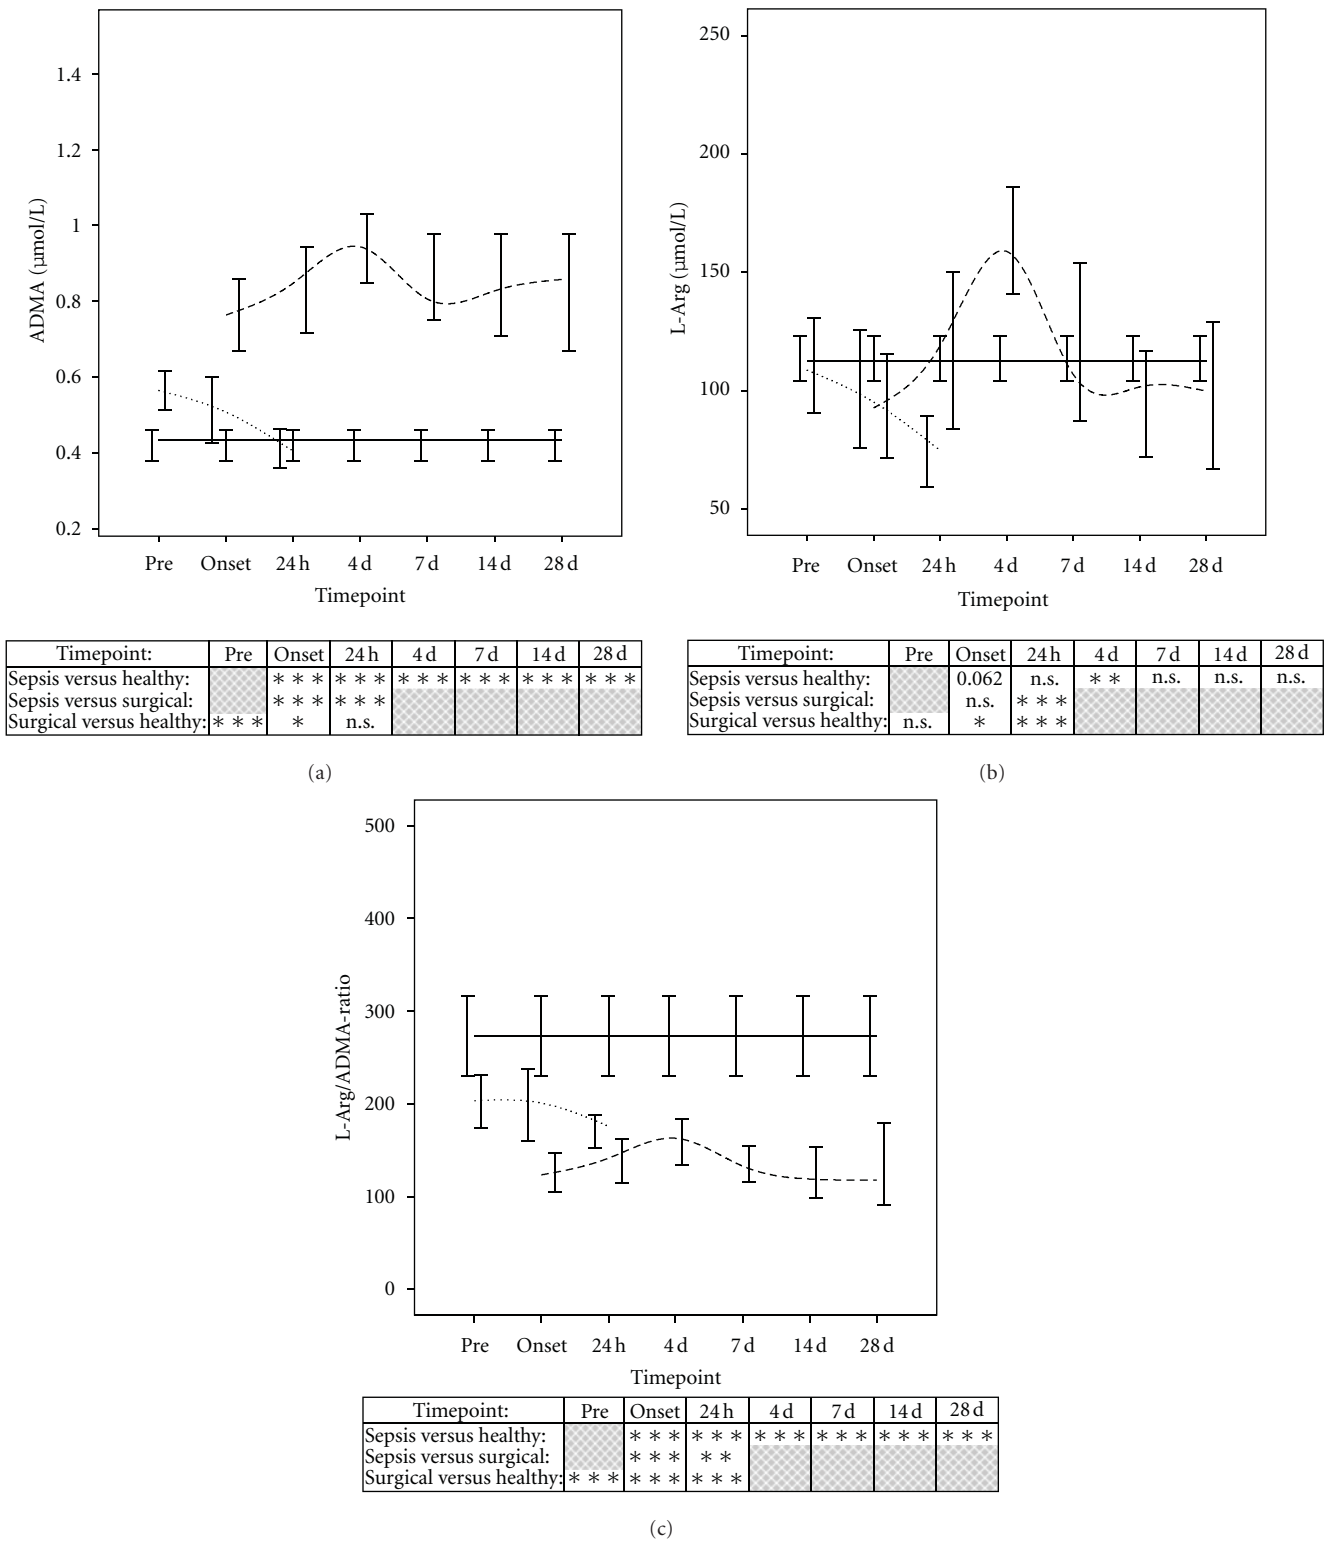 ADMA (µmol/L)
1.4
1.2
1
0.8
0.6
0.4
0.2
Pre Onset 24 h 4 d 7 d 14 d 28 d
Timepoint
Timepoint: Pre Onset 24 h 4 d 7 d 14 d 28 d
Sepsis versus healthy: ∗∗∗ ∗∗∗ ∗∗∗ ∗∗∗ ∗∗∗ ∗∗∗
Sepsis versus surgical: ∗∗∗ ∗∗∗
Surgical versus healthy: ∗∗∗ ∗ n.s.
(a)
L-Arg (µmol/L)
250
200
150
100
50
Pre Onset 24 h 4 d 7 d 14 d 28 d
Timepoint
Timepoint: Pre Onset 24 h 4 d 7 d 14 d 28 d
Sepsis versus healthy: 0.062 n.s. ∗∗ n.s. n.s. n.s.
Sepsis versus surgical: n.s. ∗∗∗
Surgical versus healthy: n.s. ∗ ∗∗∗
(b)
L-Arg/ADMA-ratio
500
400
300
200
100
0
Pre Onset 24 h 4 d 7 d 14 d 28 d
Timepoint
Timepoint: Pre Onset 24 h 4 d 7 d 14 d 28 d
Sepsis versus healthy: ∗∗∗ ∗∗∗ ∗∗∗ ∗∗∗ ∗∗∗ ∗∗∗
Sepsis versus surgical: ∗∗∗ ∗∗
Surgical versus healthy: ∗∗∗ ∗∗∗ ∗∗∗
(c)